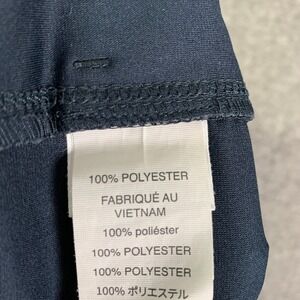 100% POLYESTER
FABRIQUÉ AU
VIETNAM
100% poliéster
100% POLYESTER
100% POLYESTER
100% ポリエステル